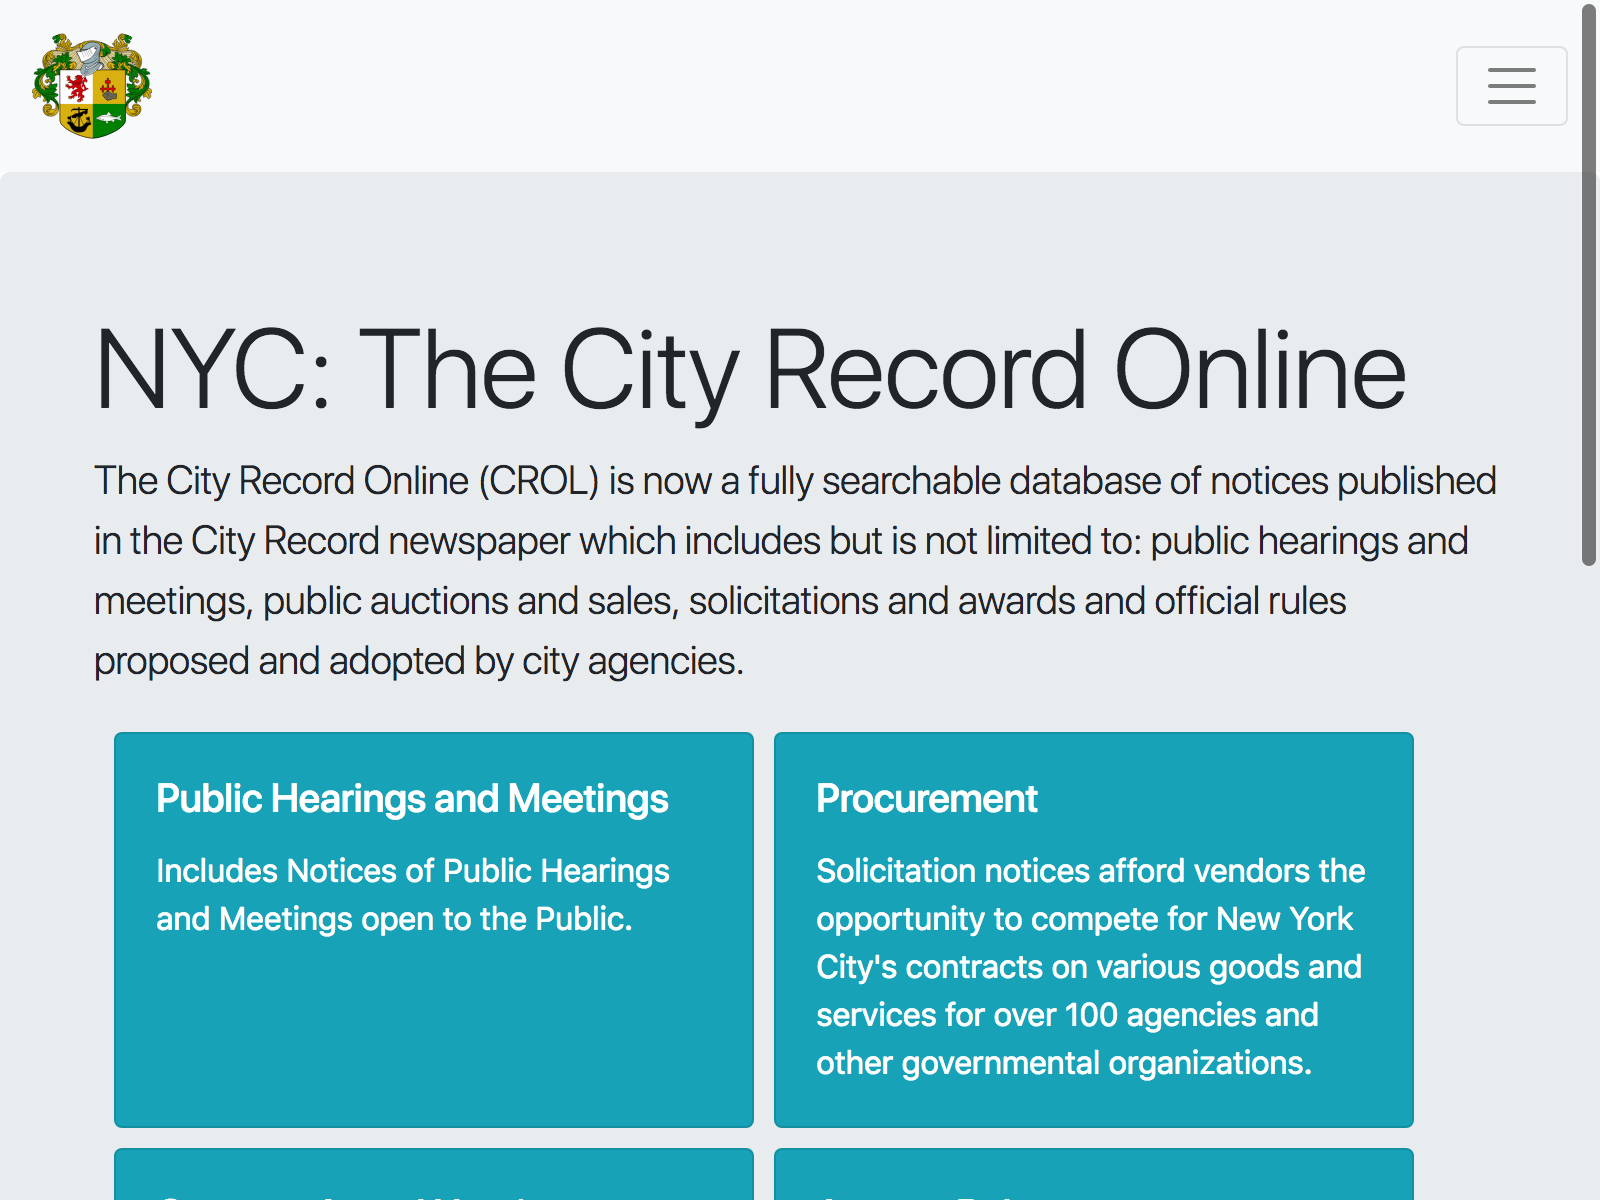 NYC: The City Record Online
The City Record Online (CROL) is now a fully searchable database of notices published
in the City Record newspaper which includes but is not limited to: public hearings and
meetings, public auctions and sales, solicitations and awards and official rules
proposed and adopted by city agencies.
Public Hearings and Meetings
Includes Notices of Public Hearings
and Meetings open to the Public.
Procurement
Solicitation notices afford vendors the
opportunity to compete for New York
City's contracts on various goods and
services for over 100 agencies and
other governmental organizations.